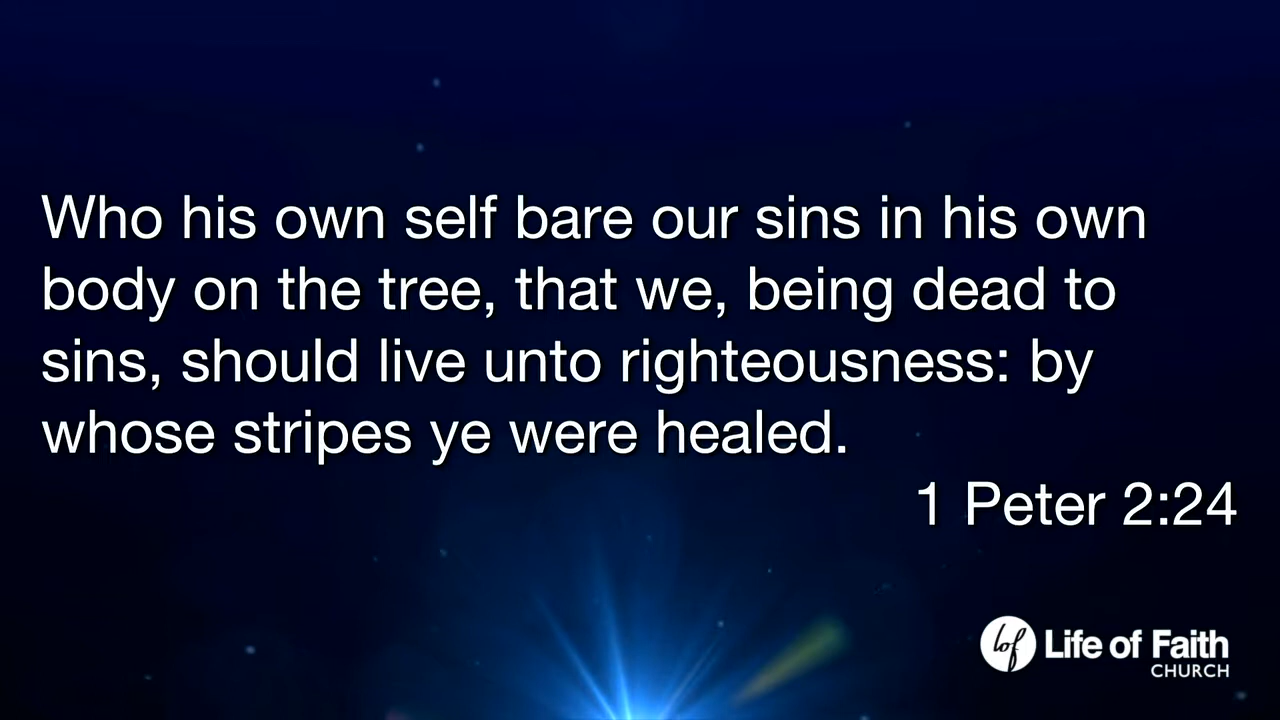 Who his own self bare our sins in his own
body on the tree, that we, being dead to
sins, should live unto righteousness: by
whose stripes ye were healed.
1 Peter 2:24
lof Life of Faith
CHURCH